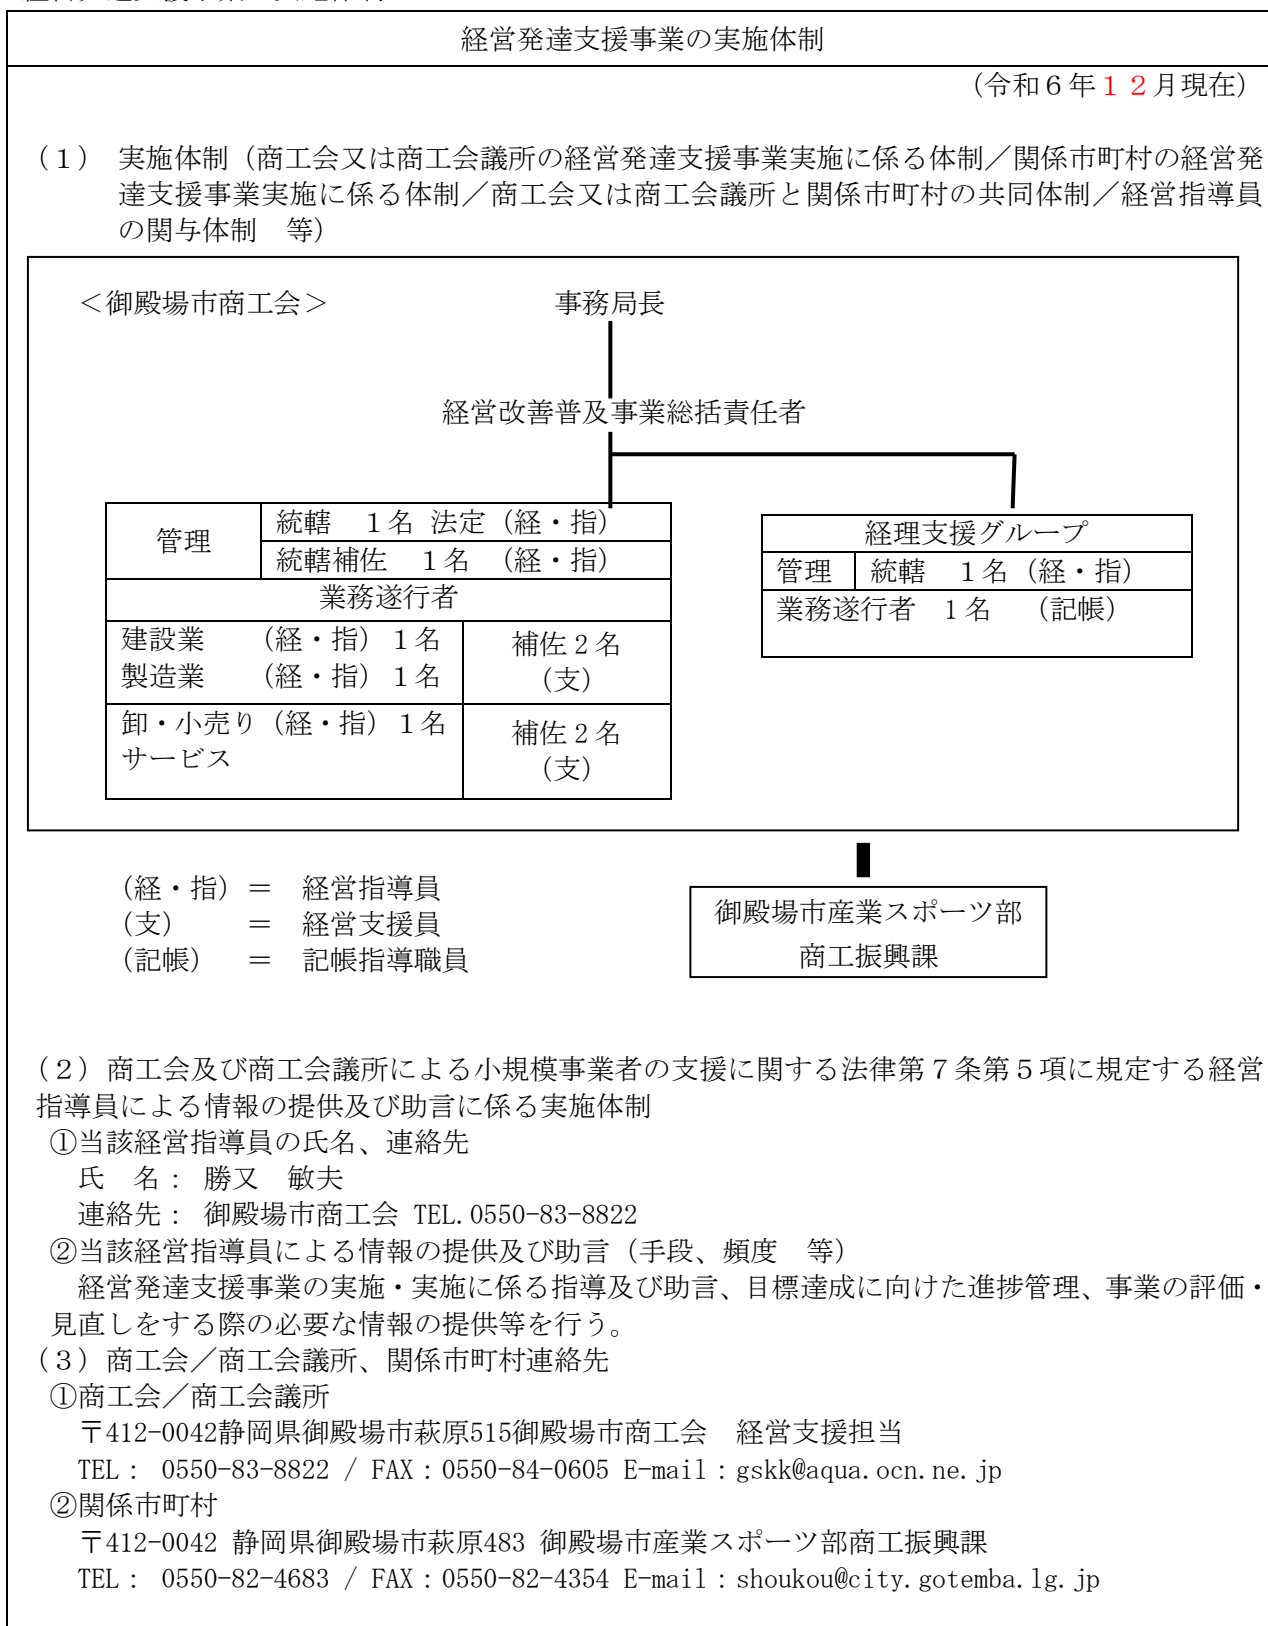 経営発達支援事業の実施体制
（令和６年１２月現在）
（１）　実施体制（商工会又は商工会議所の経営発達支援事業実施に係る体制／関係市町村の経営発
達支援事業実施に係る体制／商工会又は商工会議所と関係市町村の共同体制／経営指導員
の関与体制　等）
＜御殿場市商工会＞
事務局長
経営改善普及事業総括責任者
管理
統轄　１名 法定（経・指）
統轄補佐　１名　（経・指）
業務遂行者
建設業　　（経・指）１名
製造業　　（経・指）１名
補佐２名
（支）
卸・小売り（経・指）１名
サービス
補佐２名
（支）
経理支援グループ
管理　統轄　１名（経・指）
業務遂行者　１名　（記帳）
（経・指）＝　経営指導員
（支）　　＝　経営支援員
（記帳）　＝　記帳指導職員
御殿場市産業スポーツ部
商工振興課
（２）商工会及び商工会議所による小規模事業者の支援に関する法律第７条第５項に規定する経営
指導員による情報の提供及び助言に係る実施体制
①当該経営指導員の氏名、連絡先
氏　名：　勝又　敏夫
連絡先：　御殿場市商工会 TEL.0550-83-8822
②当該経営指導員による情報の提供及び助言（手段、頻度　等）
経営発達支援事業の実施・実施に係る指導及び助言、目標達成に向けた進捗管理、事業の評価・
見直しをする際の必要な情報の提供等を行う。
（３）商工会／商工会議所、関係市町村連絡先
①商工会／商工会議所
〒412-0042静岡県御殿場市萩原515御殿場市商工会　経営支援担当
TEL： 0550-83-8822 / FAX：0550-84-0605 E-mail：gskk@aqua.ocn.ne.jp
②関係市町村
〒412-0042 静岡県御殿場市萩原483 御殿場市産業スポーツ部商工振興課
TEL： 0550-82-4683 / FAX：0550-82-4354 E-mail：shoukou@city.gotemba.lg.jp